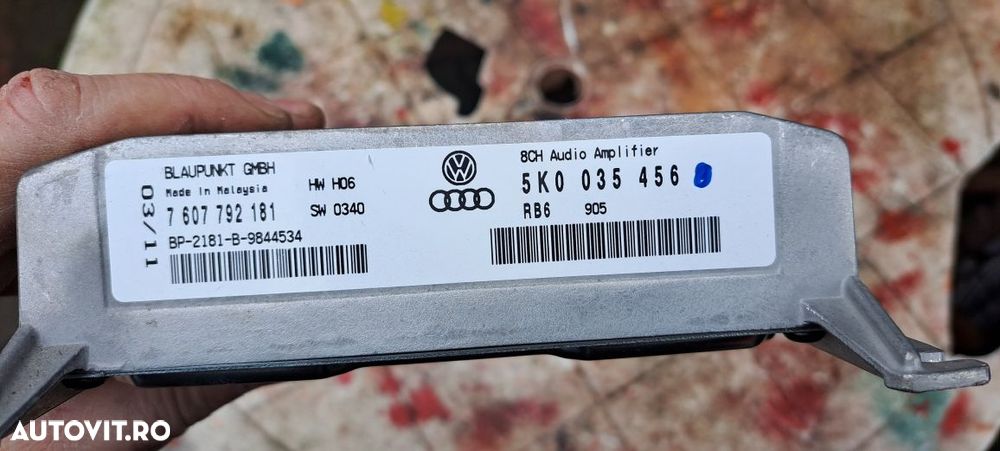 BLAUPUNKT GMBH
Made In Malaysia
7 607 792 181
BP-2181-B-9844534
03/11
HW H06
SW 0340
8CH Audio Amplifier
5K0 035 456
RB6 905
AUTOVIT.RO